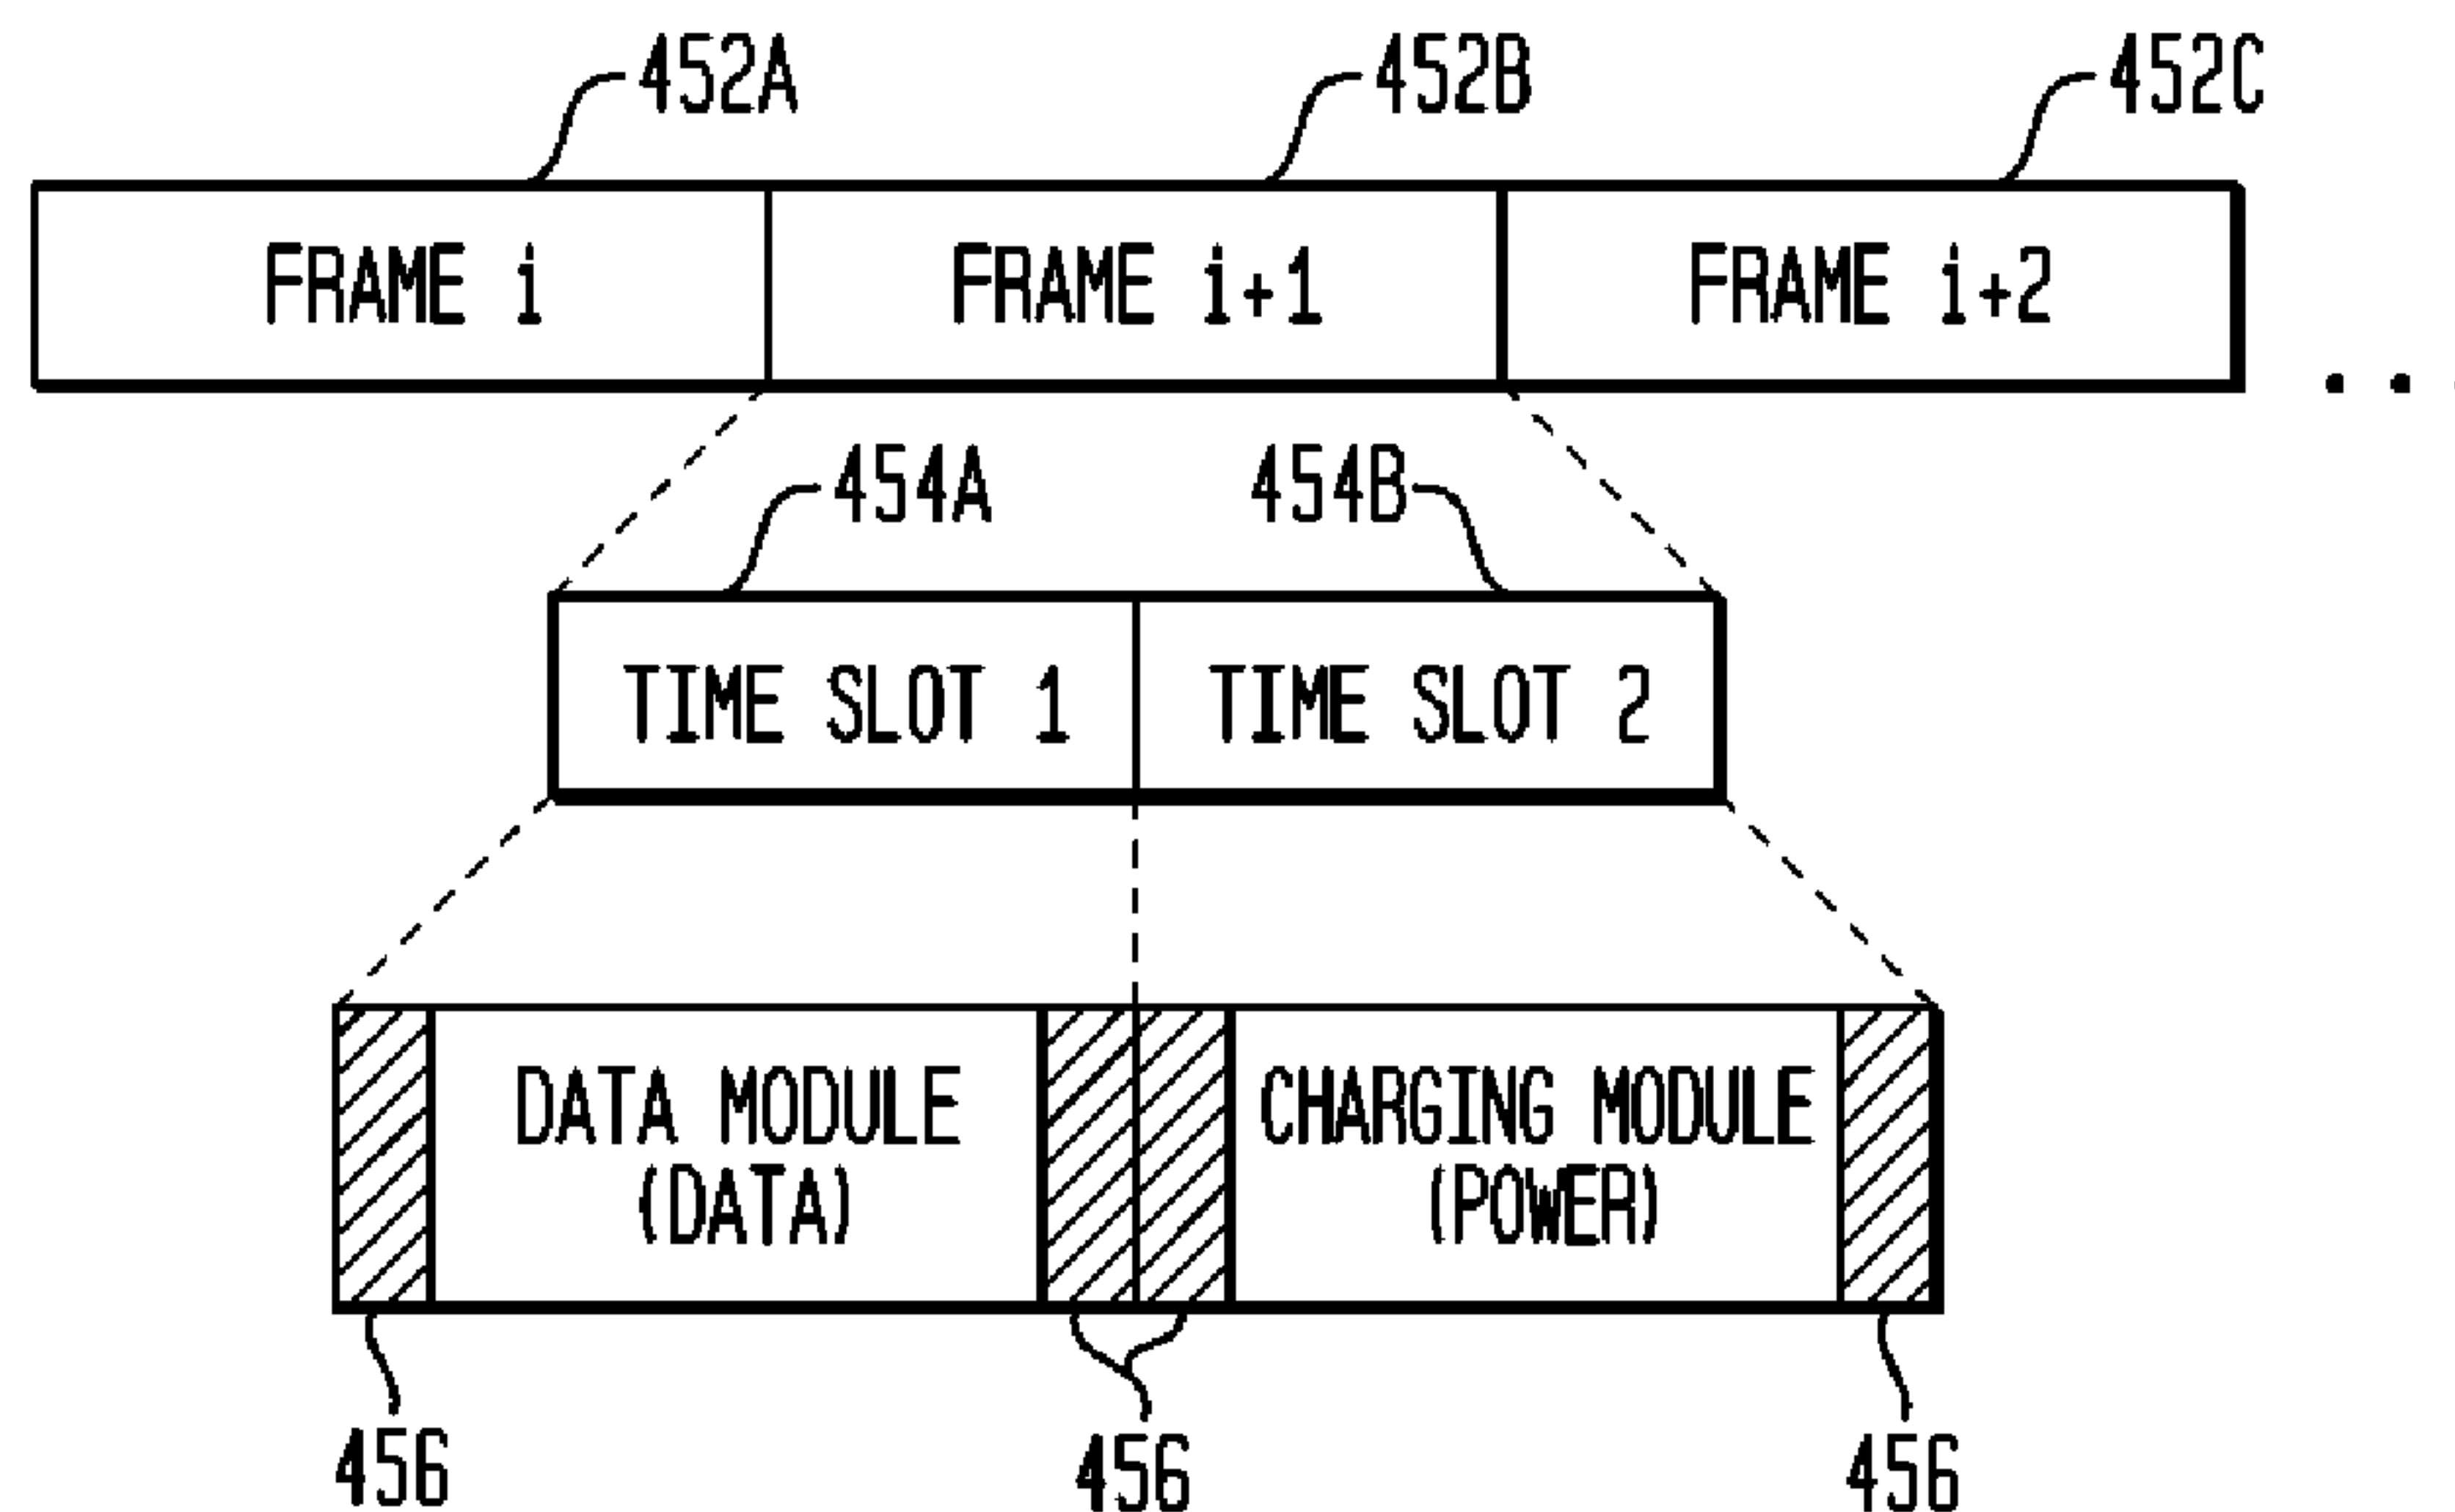 452A
452B
452C
FRAME i
FRAME i+1
FRAME i+2
454A
454B
TIME SLOT 1
TIME SLOT 2
DATA MODULE
(DATA)
CHARGING MODULE
(POWER)
456
456
456